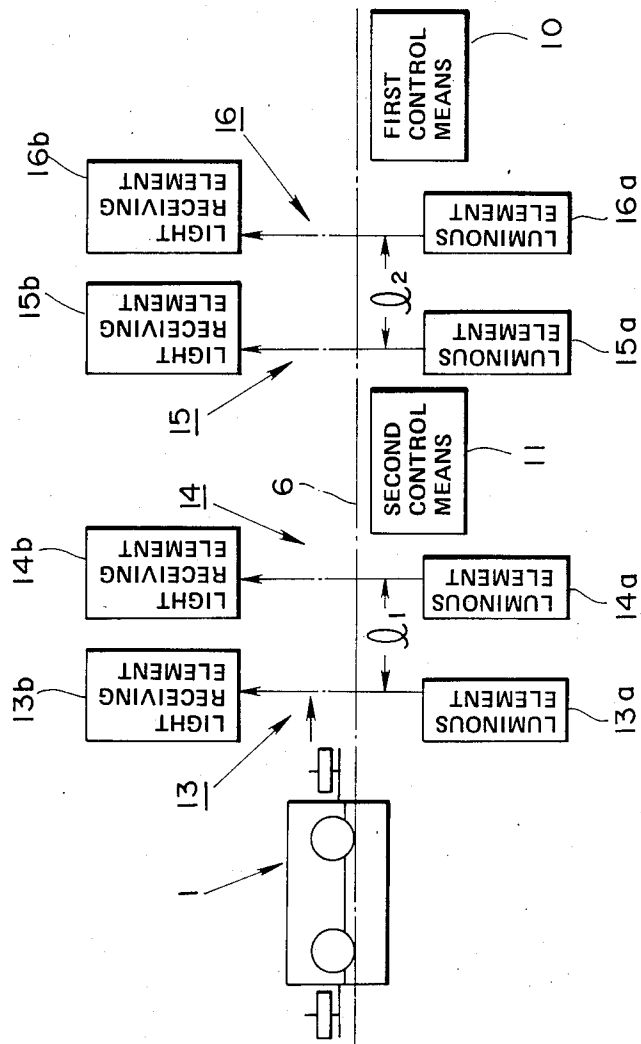 16b
LIGHT
RECEIVING
ELEMENT
16
15b
LIGHT
RECEIVING
ELEMENT
15
14b
LIGHT
RECEIVING
ELEMENT
14
13b
LIGHT
RECEIVING
ELEMENT
13
1
6
ℓ1
ℓ2
FIRST
CONTROL
MEANS
10
SECOND
CONTROL
MEANS
11
LUMINOUS
ELEMENT
16a
LUMINOUS
ELEMENT
15a
LUMINOUS
ELEMENT
14a
LUMINOUS
ELEMENT
13a